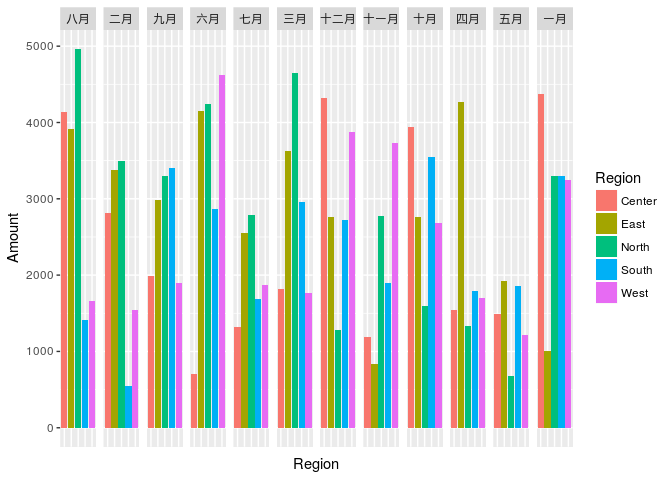 八月 二月 九月 六月 七月 三月 十二月 十一月 十月 四月 五月 一月
5000
4000
3000
2000
1000
0
Amount
Region
Region
Center
East
North
South
West